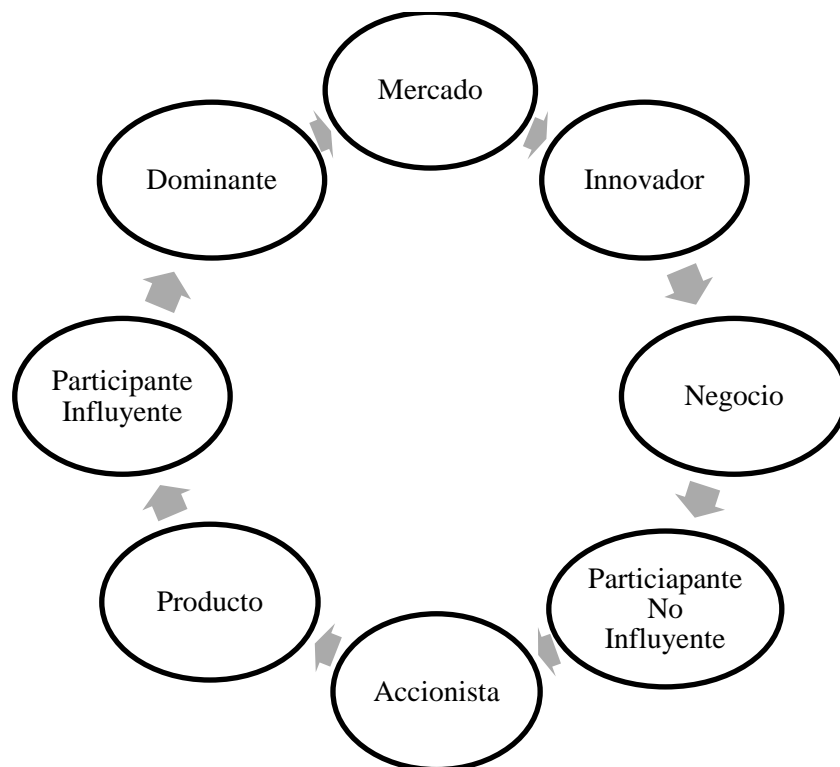 Mercado
Innovador
Negocio
Particiapante
No
Influyente
Accionista
Producto
Participante
Influyente
Dominante